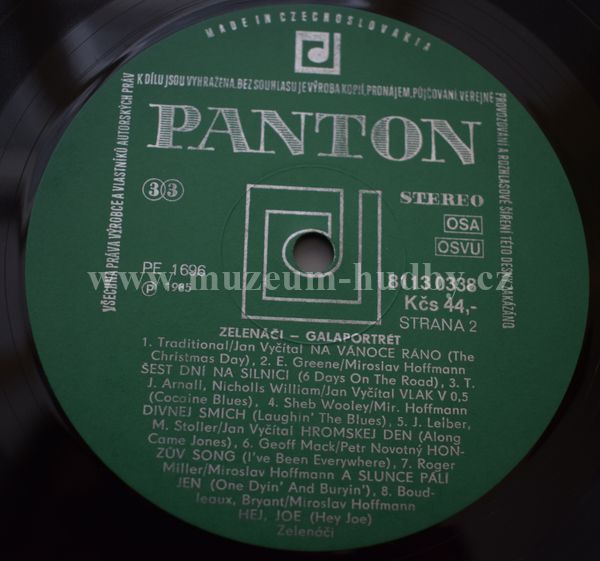 MADE IN CZECHOSLOVAKIA
VŠECHNA PRÁVA VÝROBCE A VLASTNÍKŮ AUTORSKÝCH PRÁV K DÍLU JSOU VYHRAŽENA. BEZ SOUHLASU JE VÝROBA KOPIÍ, PRONÁJEM, PŮJČOVÁNÍ, VEŘEJNÉ PROVOZOVÁNÍ A ROZHLASOVÉ ŠÍŘENÍ TÉTO DESKY ZAKÁZÁNO
PANTON
33
STEREO
OSA
OSVU
PF 1696
Ⓟ 1985
www.muzeum-hudby.cz
8113 0338
Kčs 44,-
STRANA 2
ZELENÁČI – GALAPORTRÉT
1. Traditional/Jan Vyčítal NA VÁNOCE RÁNO (The
Christmas Day), 2. E. Greene/Miroslav Hoffmann
ŠEST DNÍ NA SILNICI (6 Days On The Road), 3. T.
J. Arnall, Nicholls William/Jan Vyčítal VLAK V 0,5
(Cocaine Blues), 4. Sheb Wooley/Mir. Hoffmann
DIVNEJ SMÍCH (Laughin' The Blues), 5. J. Leiber,
M. Stoller/Jan Vyčítal HROMSKEJ DEN (Along
Came Jones), 6. Geoff Mack/Petr Novotný HON-
ZŮV SONG (I've Been Everywhere), 7. Roger
Miller/Miroslav Hoffmann A SLUNCE PÁLÍ
JEN (One Dyin' And Buryin'), 8. Boud-
leaux, Bryant/Miroslav Hoffmann
HEJ, JOE (Hey Joe)
Zelenáči